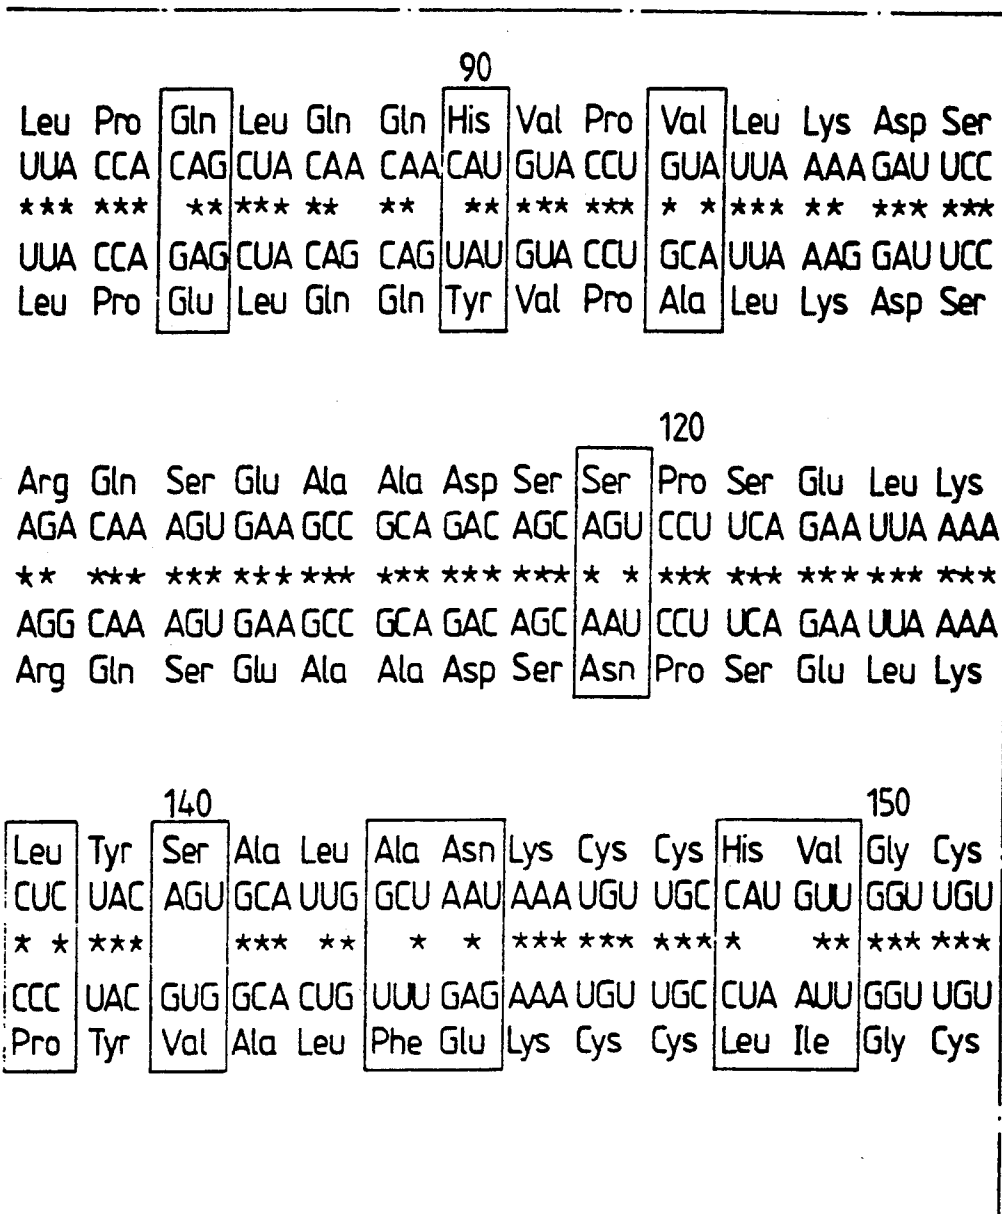 90
Leu Pro Gln Leu Gln Gln His Val Pro Val Leu Lys Asp Ser
UUA CCA CAG CUA CAA CAA CAU GUA CCU GUA UUA AAA GAU UCC
*** *** ** *** ** ** ** *** *** * * *** ** *** ***
UUA CCA GAG CUA CAG CAG UAU GUA CCU GCA UUA AAG GAU UCC
Leu Pro Glu Leu Gln Gln Tyr Val Pro Ala Leu Lys Asp Ser
120
Arg Gln Ser Glu Ala Ala Asp Ser Ser Pro Ser Glu Leu Lys
AGA CAA AGU GAA GCC GCA GAC AGC AGU CCU UCA GAA UUA AAA
** *** *** *** *** *** *** *** * * *** *** *** *** ***
AGG CAA AGU GAA GCC GCA GAC AGC AAU CCU UCA GAA UUA AAA
Arg Gln Ser Glu Ala Ala Asp Ser Asn Pro Ser Glu Leu Lys
140 150
Leu Tyr Ser Ala Leu Ala Asn Lys Cys Cys His Val Gly Cys
CUC UAC AGU GCA UUG GCU AAU AAA UGU UGC CAU GUU GGU UGU
* * *** *** ** * * *** *** *** * ** *** ***
CCC UAC GUG GCA CUG UUU GAG AAA UGU UGC CUA AUU GGU UGU
Pro Tyr Val Ala Leu Phe Glu Lys Cys Cys Leu Ile Gly Cys